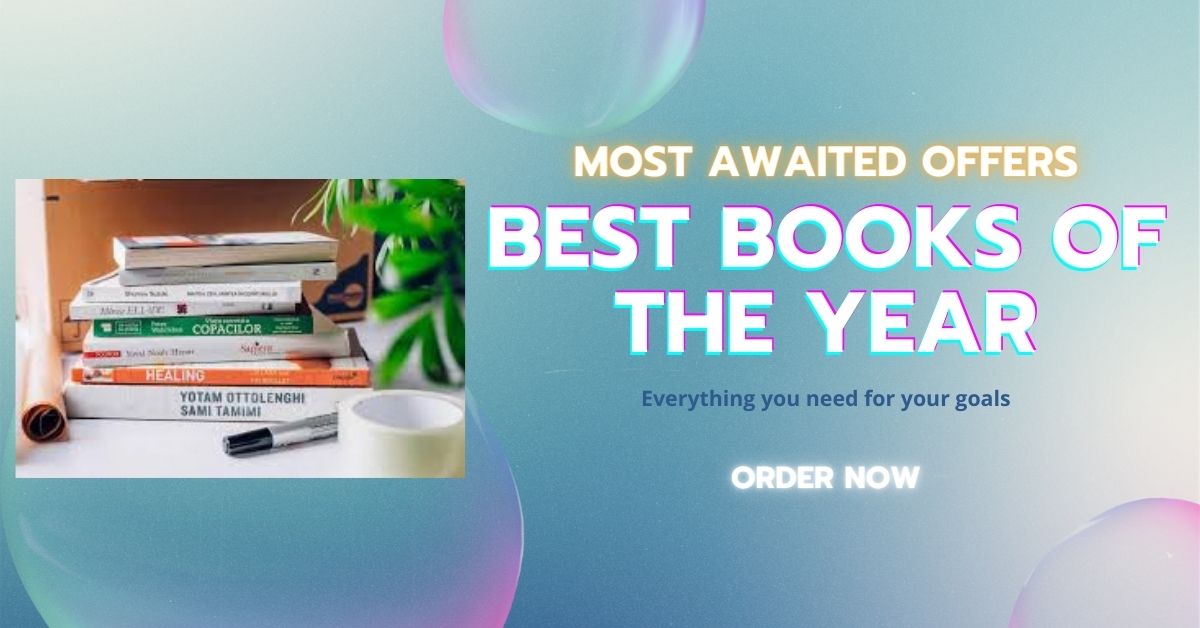 MOST AWAITED OFFERS
BEST BOOKS OF
THE YEAR
Everything you need for your goals
ORDER NOW
COPACILOR
Yuval Noah Harari
Sapiens
HEALING
YOTAM OTTOLENGHI
SAMI TAMIMI